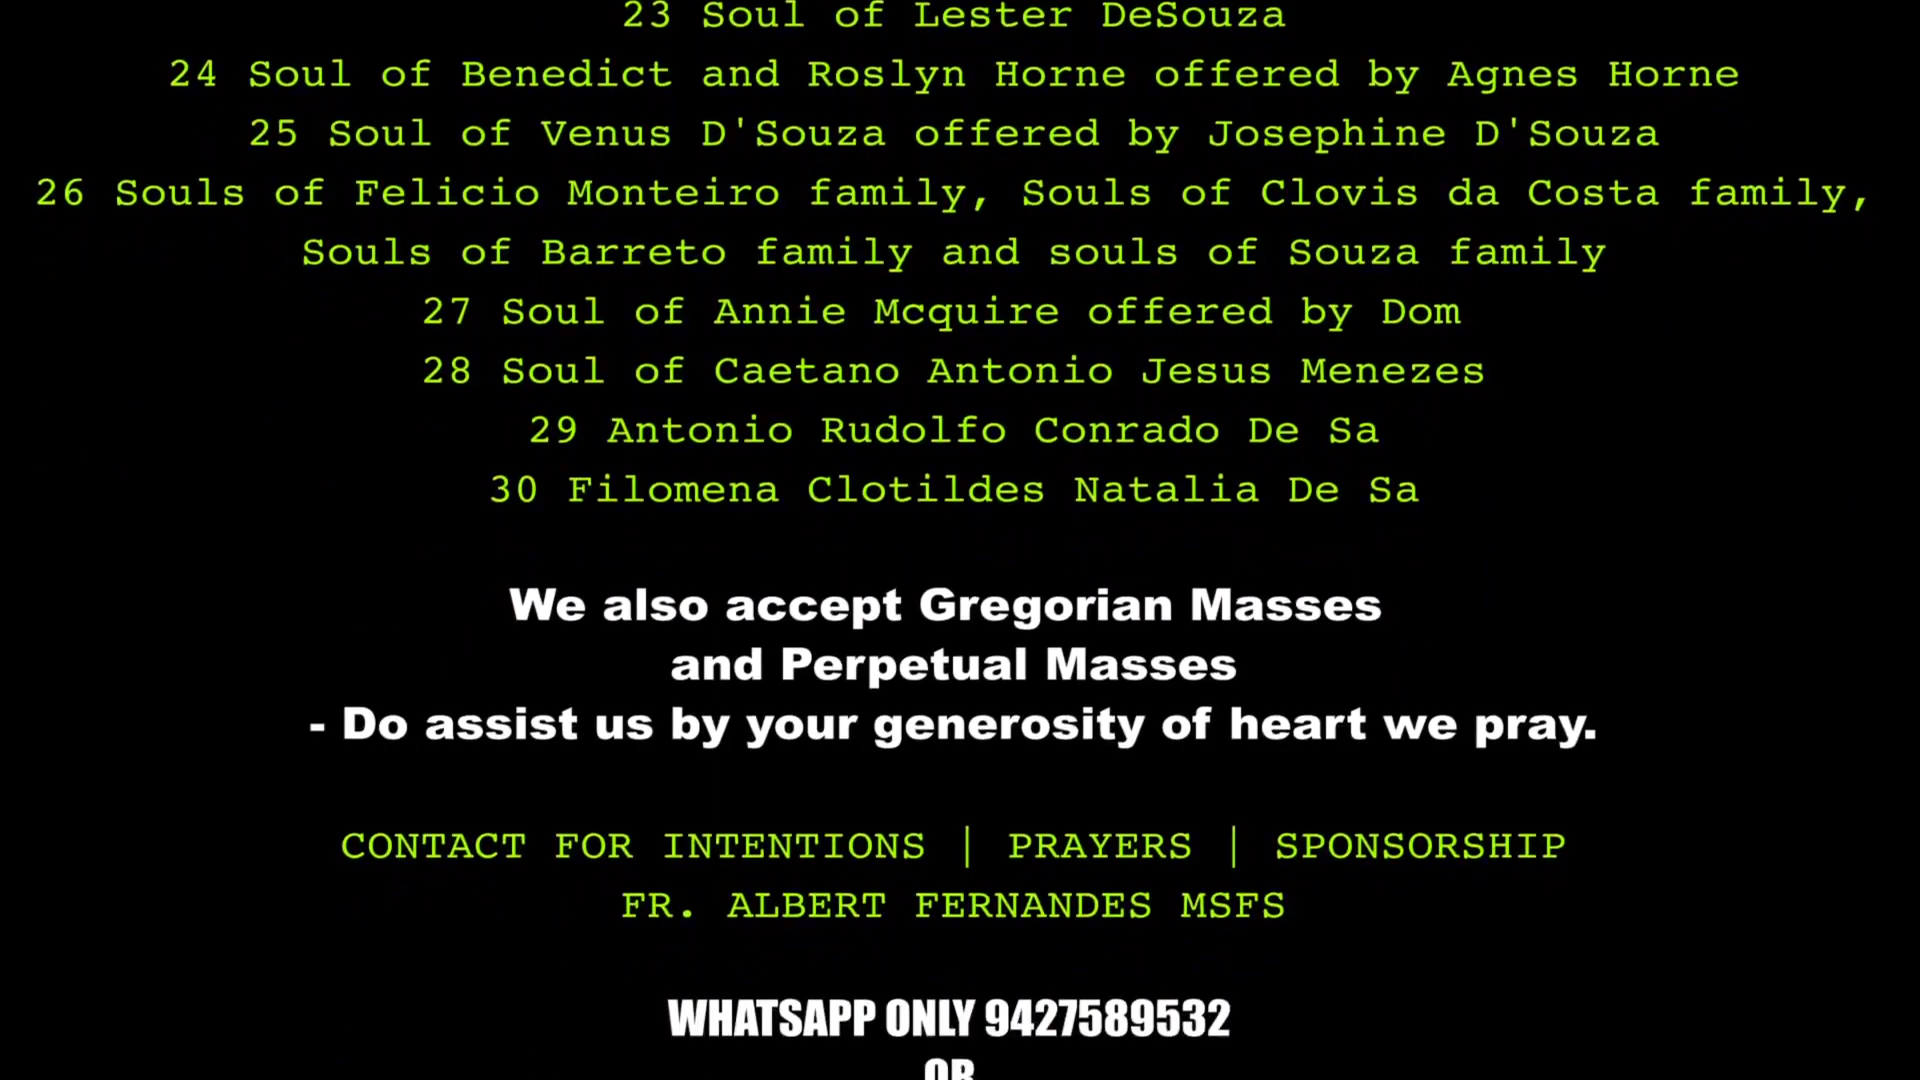 23 Soul of Lester DeSouza
24 Soul of Benedict and Roslyn Horne offered by Agnes Horne
25 Soul of Venus D'Souza offered by Josephine D'Souza
26 Souls of Felicio Monteiro family, Souls of Clovis da Costa family,
Souls of Barreto family and souls of Souza family
27 Soul of Annie Mcquire offered by Dom
28 Soul of Caetano Antonio Jesus Menezes
29 Antonio Rudolfo Conrado De Sa
30 Filomena Clotildes Natalia De Sa
We also accept Gregorian Masses
and Perpetual Masses
- Do assist us by your generosity of heart we pray.
CONTACT FOR INTENTIONS | PRAYERS | SPONSORSHIP
FR. ALBERT FERNANDES MSFS
WHATSAPP ONLY 9427589532
OR